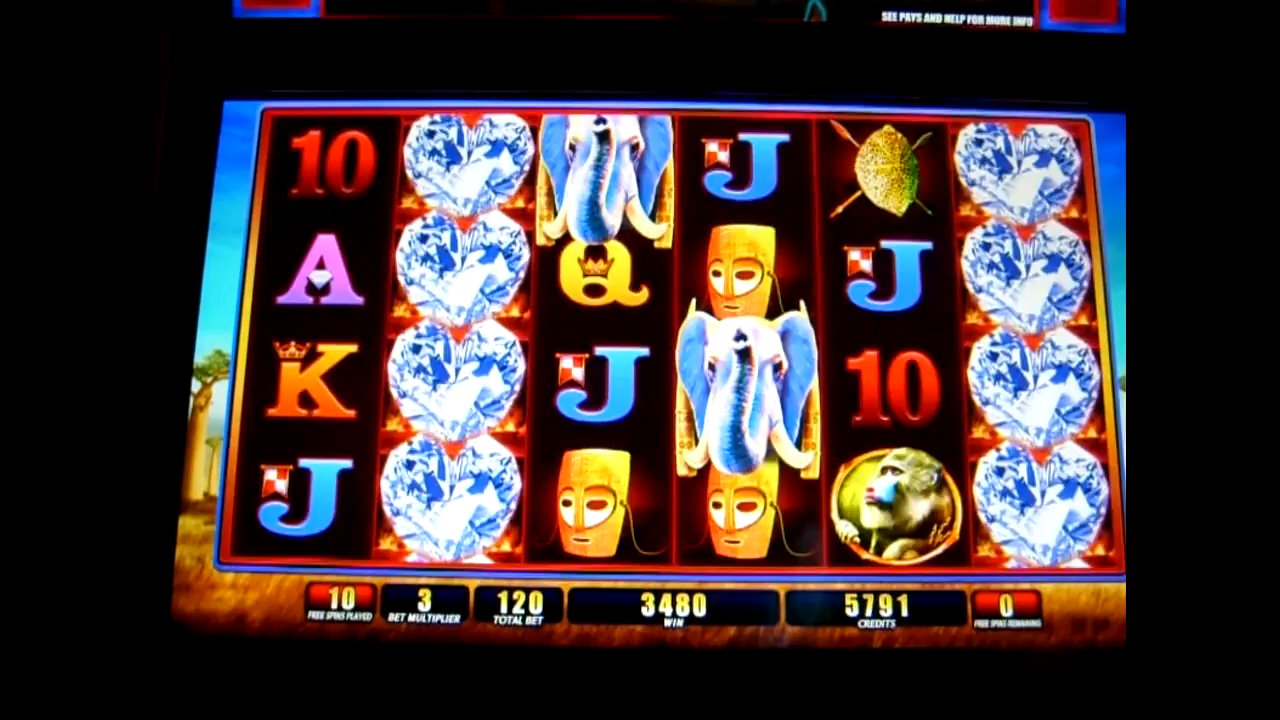 SEE PAYS AND HELP FOR MORE INFO
10 J
A Q J
K J 10
J
10 3 120 3480 5791 0
FREE SPINS PLAYED BET MULTIPLIER TOTAL BET WIN CREDITS FREE SPINS REMAINING